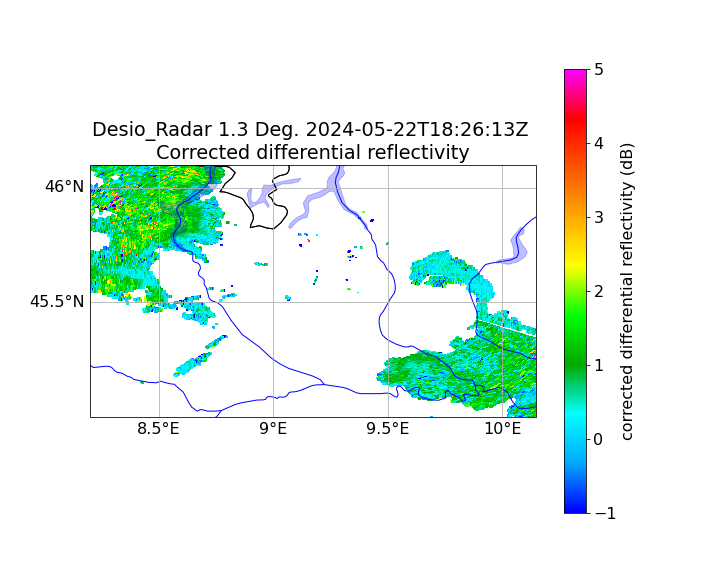 Desio_Radar 1.3 Deg. 2024-05-22T18:26:13Z
Corrected differential reflectivity
46°N
45.5°N
8.5°E
9°E
9.5°E
10°E
5
4
3
2
1
0
−1
corrected differential reflectivity (dB)